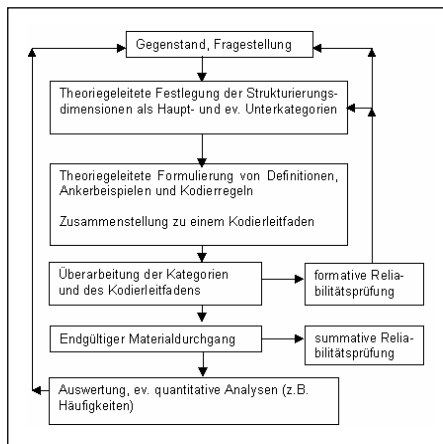 Gegenstand, Fragestellung
Theoriegeleitete Festlegung der Strukturierungs-
dimensionen als Haupt- und ev. Unterkategorien
Theoriegeleitete Formulierung von Definitionen,
Ankerbeispielen und Kodierregeln
Zusammenstellung zu einem Kodierleitfaden
Überarbeitung der Kategorien
und des Kodierleitfadens
formative Relia-
bilitätsprüfung
Endgültiger Materialdurchgang
summative Relia-
bilitätsprüfung
Auswertung, ev. quantitative Analysen (z.B.
Häufigkeiten)